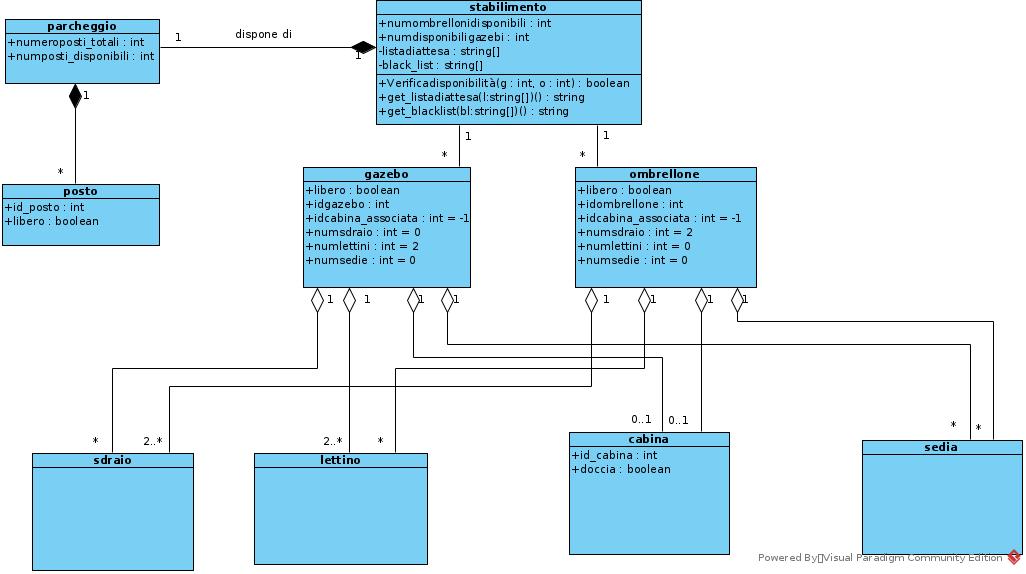 stabilimento
+numombrellonidisponibili : int
+numdisponibiligazebi : int
-listadiattesa : string[]
-black_list : string[]
+Verificadisponibilità(g : int, o : int) : boolean
+get_listadiattesa(l:string[])() : string
+get_blacklist(bl:string[])() : string
parcheggio
+numeroposti_totali : int
+numposti_disponibili : int
1
dispone di
1
1
*
posto
+id_posto : int
+libero : boolean
1
*
1
*
gazebo
+libero : boolean
+idgazebo : int
+idcabina_associata : int = -1
+numsdraio : int = 0
+numlettini : int = 2
+numsedie : int = 0
ombrellone
+libero : boolean
+idombrellone : int
+idcabina_associata : int = -1
+numsdraio : int = 2
+numlettini : int = 0
+numsedie : int = 0
1
1
1
1
1
1
1
1
*
2..*
2..*
*
0..1
0..1
*
*
sdraio
lettino
cabina
+id_cabina : int
+doccia : boolean
sedia
Powered By Visual Paradigm Community Edition